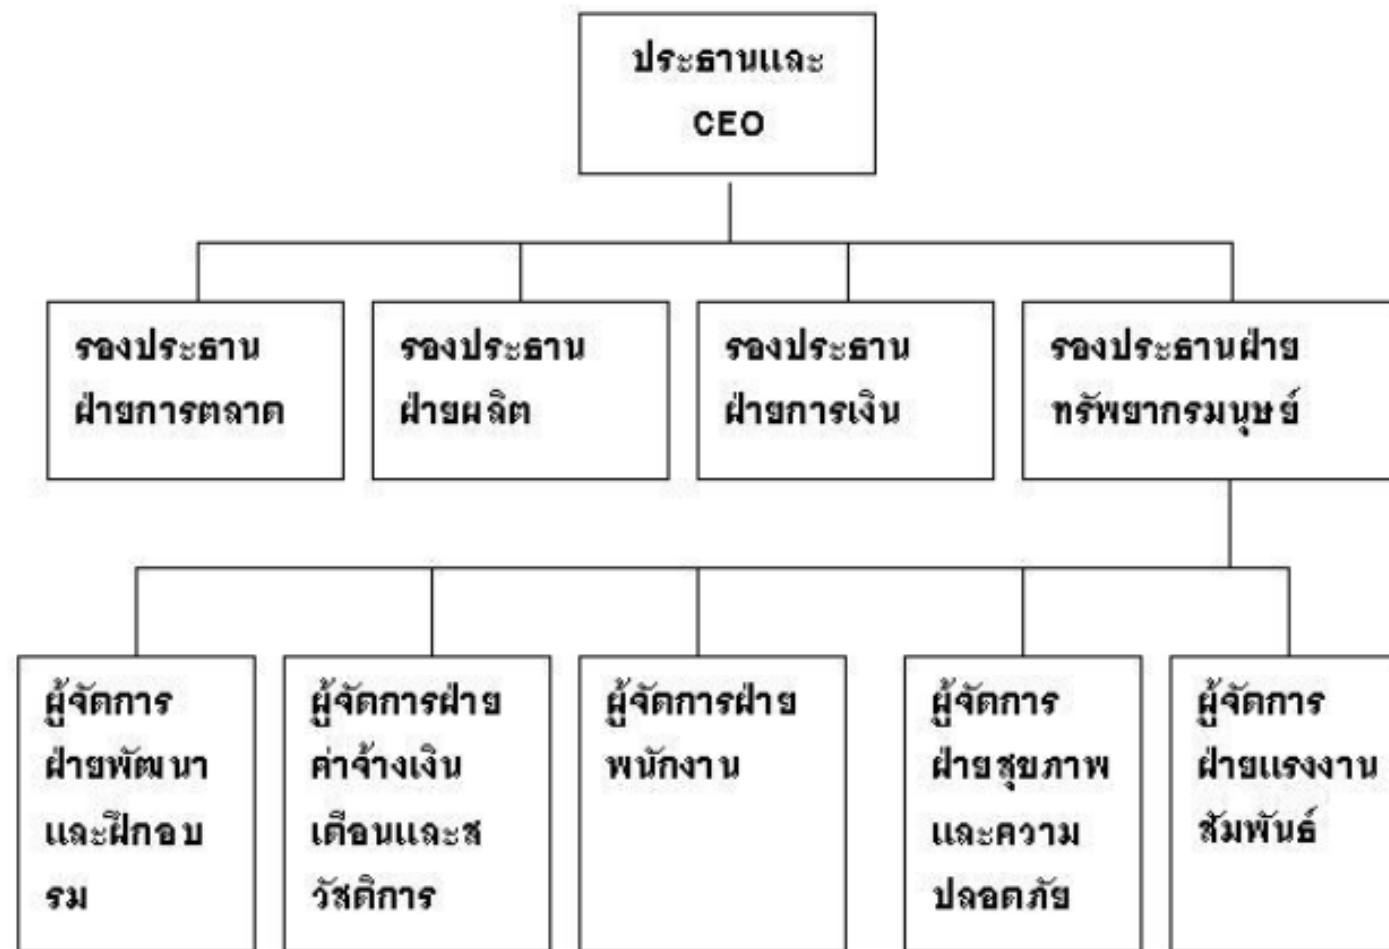 ประธานและ
CEO
รองประธาน
ฝ่ายการตลาด
รองประธาน
ฝ่ายผลิต
รองประธาน
ฝ่ายการเงิน
รองประธานฝ่าย
ทรัพยากรมนุษย์
ผู้จัดการ
ฝ่ายพัฒนา
และฝึกอบ
รม
ผู้จัดการฝ่าย
ค่าจ้างเงิน
เดือนและส
วัสดิการ
ผู้จัดการฝ่าย
พนักงาน
ผู้จัดการ
ฝ่ายสุขภาพ
และความ
ปลอดภัย
ผู้จัดการ
ฝ่ายแรงงาน
สัมพันธ์